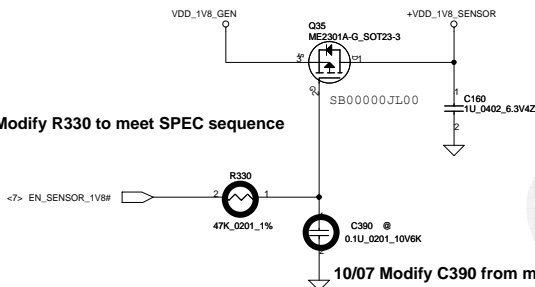 VDD_1V8_GEN
+VDD_1V8_SENSOR
Q35
ME2301A-G_SOT23-3
3
S
D
1
G
2
SB00000JL00
1
C160
1U_0402_6.3V4Z
2
Modify R330 to meet SPEC sequence
R330
<7> EN_SENSOR_1V8#
2
1
47K_0201_1%
C390 @
0.1U_0201_10V6K
10/07 Modify C390 from m